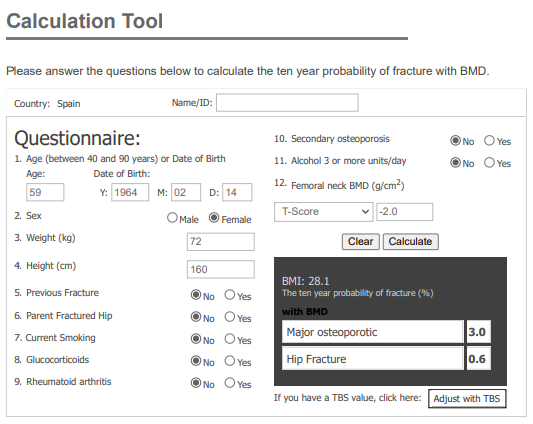 Calculation Tool
Please answer the questions below to calculate the ten year probability of fracture with BMD.
Country: Spain Name/ID:
Questionnaire:
1. Age (between 40 and 90 years) or Date of Birth
Age: Date of Birth:
59 Y: 1964 M: 02 D: 14
2. Sex Male Female
3. Weight (kg) 72
4. Height (cm) 160
5. Previous Fracture No Yes
6. Parent Fractured Hip No Yes
7. Current Smoking No Yes
8. Glucocorticoids No Yes
9. Rheumatoid arthritis No Yes
10. Secondary osteoporosis No Yes
11. Alcohol 3 or more units/day No Yes
12. Femoral neck BMD (g/cm²)
T-Score -2.0
Clear Calculate
BMI: 28.1
The ten year probability of fracture (%)
with BMD
Major osteoporotic 3.0
Hip Fracture 0.6
If you have a TBS value, click here: Adjust with TBS